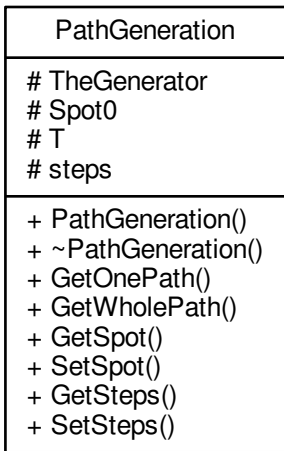 PathGeneration
# TheGenerator
# Spot0
# T
# steps
+ PathGeneration()
+ ~PathGeneration()
+ GetOnePath()
+ GetWholePath()
+ GetSpot()
+ SetSpot()
+ GetSteps()
+ SetSteps()